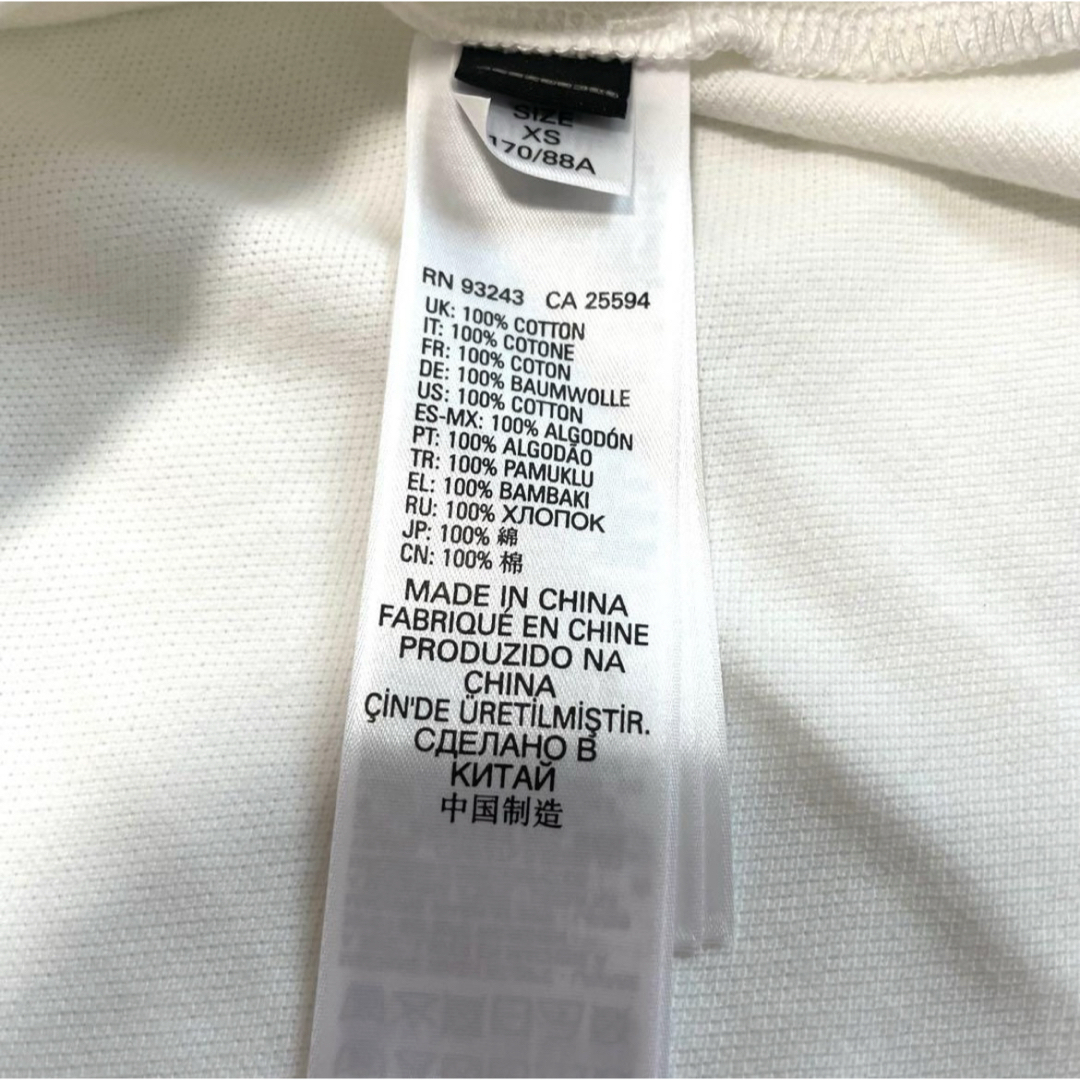 SIZE
XS
170/88A
RN 93243 CA 25594
UK: 100% COTTON
IT: 100% COTONE
FR: 100% COTON
DE: 100% BAUMWOLLE
US: 100% COTTON
ES-MX: 100% ALGODÓN
PT: 100% ALGODÃO
TR: 100% PAMUKLU
EL: 100% BAMBAKI
RU: 100% ХЛОПОК
JP: 100% 綿
CN: 100% 棉
MADE IN CHINA
FABRIQUÉ EN CHINE
PRODUZIDO NA
CHINA
ÇİN'DE ÜRETİLMİŞTİR.
СДЕЛАНО В
КИТАЙ
中国制造